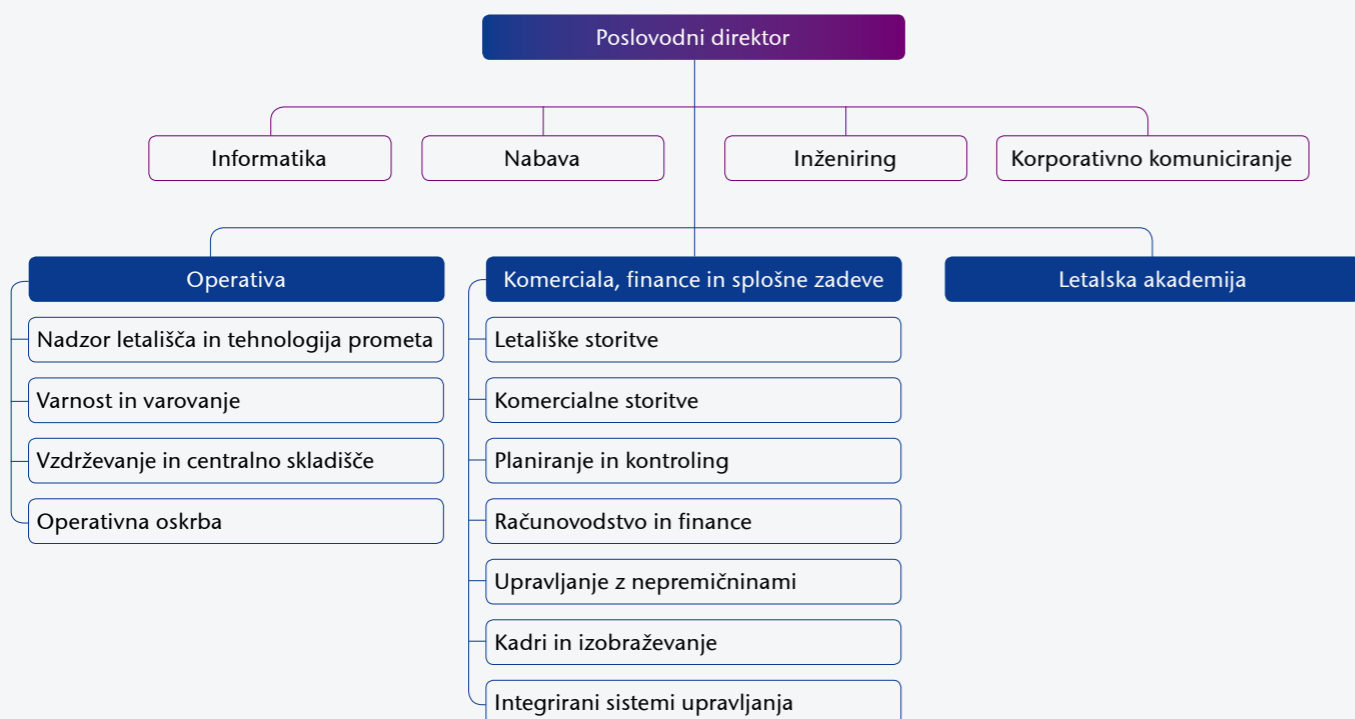 Poslovodni direktor
Informatika
Nabava
Inženiring
Korporativno komuniciranje
Operativa
Komerciala, finance in splošne zadeve
Letalska akademija
Nadzor letališča in tehnologija prometa
Varnost in varovanje
Vzdrževanje in centralno skladišče
Operativna oskrba
Letališke storitve
Komercialne storitve
Planiranje in kontroling
Računovodstvo in finance
Upravljanje z nepremičninami
Kadri in izobraževanje
Integrirani sistemi upravljanja